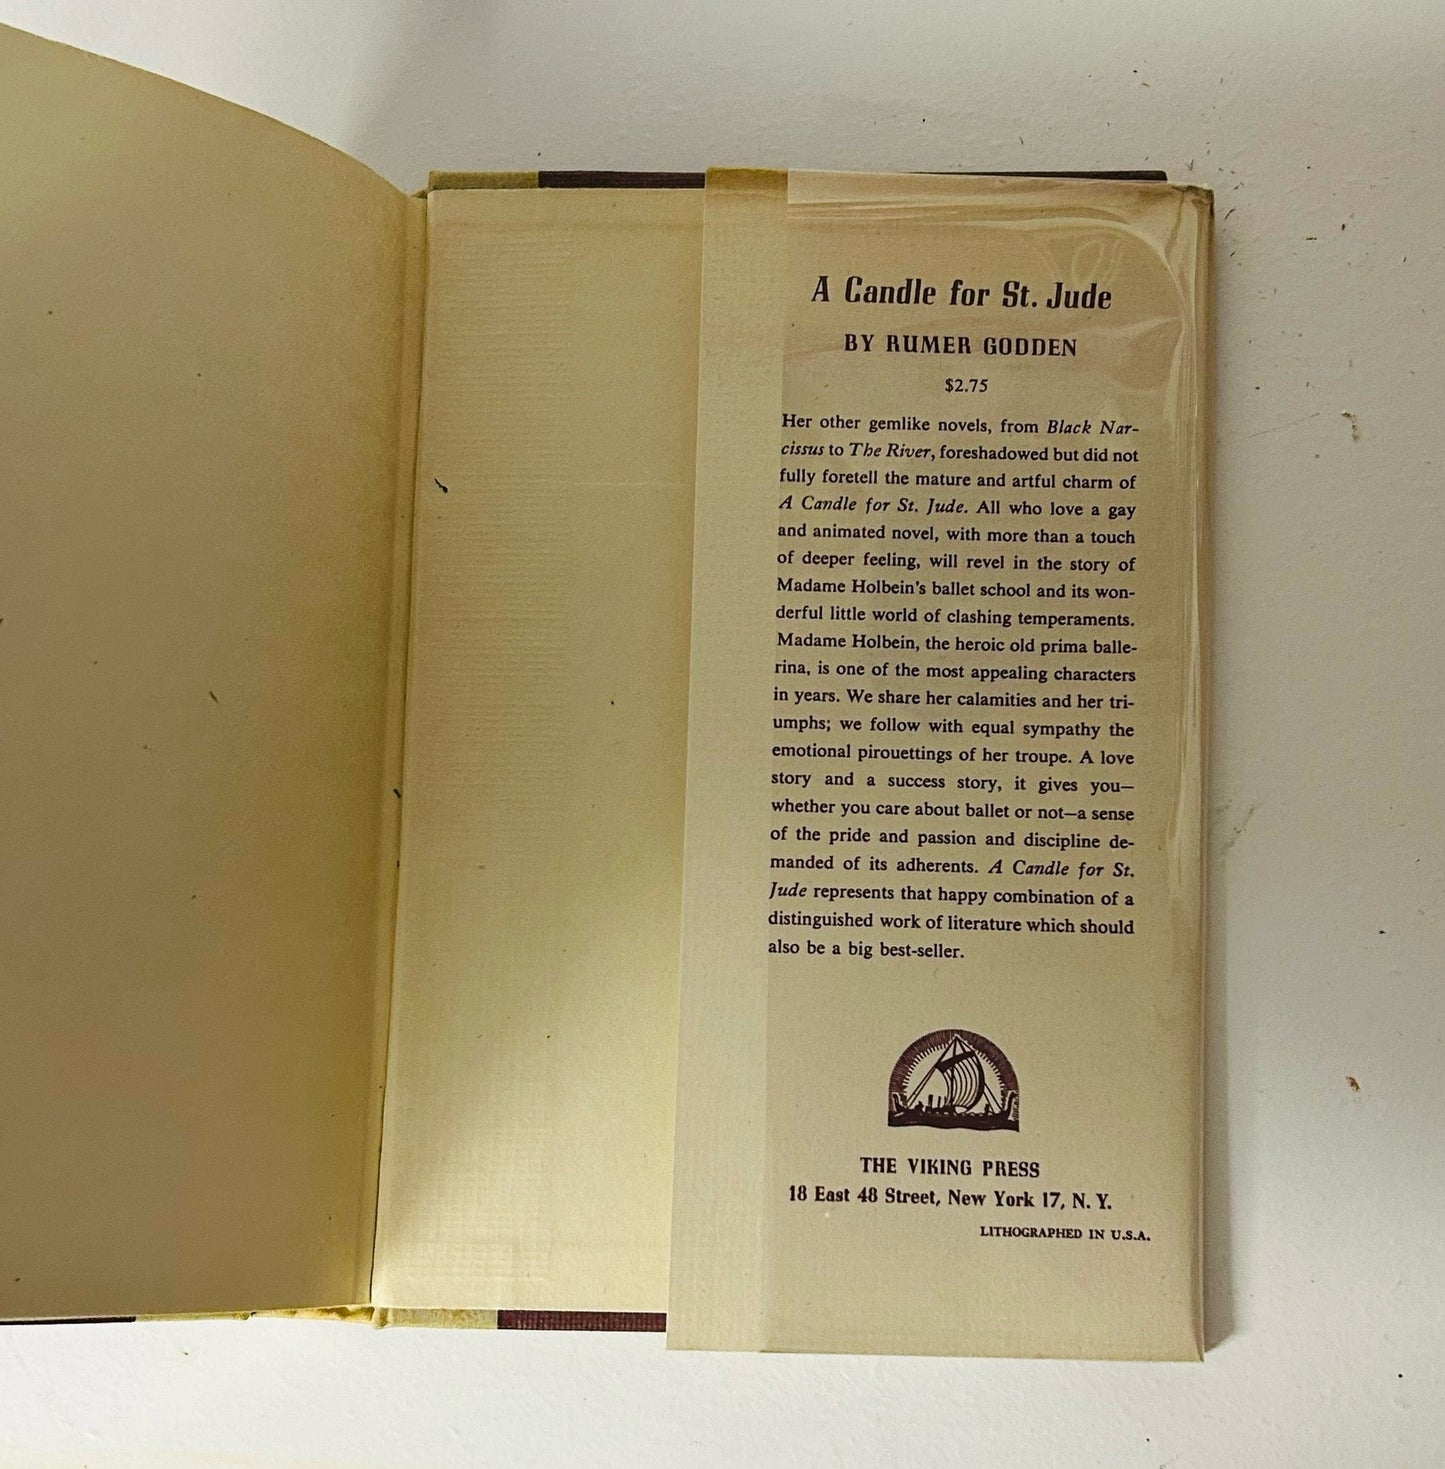 A Candle for St. Jude
BY RUMER GODDEN
$2.75
Her other gemlike novels, from Black Nar-
cissus to The River, foreshadowed but did not
fully foretell the mature and artful charm of
A Candle for St. Jude. All who love a gay
and animated novel, with more than a touch
of deeper feeling, will revel in the story of
Madame Holbein's ballet school and its won-
derful little world of clashing temperaments.
Madame Holbein, the heroic old prima balle-
rina, is one of the most appealing characters
in years. We share her calamities and her tri-
umphs; we follow with equal sympathy the
emotional pirouettings of her troupe. A love
story and a success story, it gives you—
whether you care about ballet or not—a sense
of the pride and passion and discipline de-
manded of its adherents. A Candle for St.
Jude represents that happy combination of a
distinguished work of literature which should
also be a big best-seller.
THE VIKING PRESS
18 East 48 Street, New York 17, N. Y.
LITHOGRAPHED IN U.S.A.